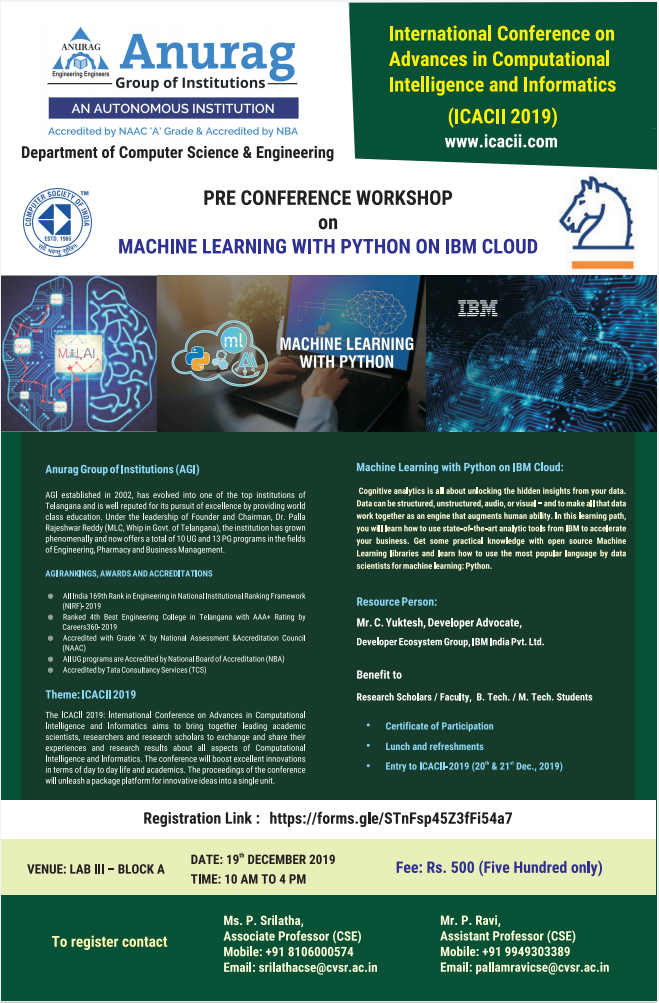 ANURAG
Engineering Engineers
Anurag
Group of Institutions
AN AUTONOMOUS INSTITUTION
Accredited by NAAC 'A' Grade & Accredited by NBA
Department of Computer Science & Engineering
International Conference on
Advances in Computational
Intelligence and Informatics
(ICACII 2019)
www.icacii.com
COMPUTER SOCIETY OF INDIA
TM
ESTD. 1965
PRE CONFERENCE WORKSHOP
on
MACHINE LEARNING WITH PYTHON ON IBM CLOUD
ml
MACHINE LEARNING
WITH PYTHON
IBM
Anurag Group of Institutions (AGI)
AGI established in 2002, has evolved into one of the top institutions of
Telangana and is well reputed for its pursuit of excellence by providing world
class education. Under the leadership of Founder and Chairman, Dr. Palla
Rajeshwar Reddy (MLC, Whip in Govt. of Telangana), the institution has grown
phenomenally and now offers a total of 10 UG and 13 PG programs in the fields
of Engineering, Pharmacy and Business Management.
AGI RANKINGS, AWARDS AND ACCREDITATIONS
All India 169th Rank in Engineering in National Institutional Ranking Framework
(NIRF)- 2019
Ranked 4th Best Engineering College in Telangana with AAA+ Rating by
Careers360- 2019
Accredited with Grade 'A' by National Assessment &Accreditation Council
(NAAC)
All UG programs are Accredited by National Board of Accreditation (NBA)
Accredited by Tata Consultancy Services (TCS)
Theme: ICACII 2019
The ICACII 2019: International Conference on Advances in Computational
Intelligence and Informatics aims to bring together leading academic
scientists, researchers and research scholars to exchange and share their
experiences and research results about all aspects of Computational
Intelligence and Informatics. The conference will boost excellent innovations
in terms of day to day life and academics. The proceedings of the conference
will unleash a package platform for innovative ideas into a single unit.
Machine Learning with Python on IBM Cloud:
Cognitive analytics is all about unlocking the hidden insights from your data.
Data can be structured, unstructured, audio, or visual – and to make all that data
work together as an engine that augments human ability. In this learning path,
you will learn how to use state-of-the-art analytic tools from IBM to accelerate
your business. Get some practical knowledge with open source Machine
Learning libraries and learn how to use the most popular language by data
scientists for machine learning: Python.
Resource Person:
Mr. C. Yuktesh, Developer Advocate,
Developer Ecosystem Group, IBM India Pvt. Ltd.
Benefit to
Research Scholars / Faculty, B. Tech. / M. Tech. Students
• Certificate of Participation
• Lunch and refreshments
• Entry to ICACII-2019 (20th & 21st Dec., 2019)
Registration Link : https://forms.gle/STnFsp45Z3fFi54a7
VENUE: LAB III – BLOCK A
DATE: 19th DECEMBER 2019
TIME: 10 AM TO 4 PM
Fee: Rs. 500 (Five Hundred only)
To register contact
Ms. P. Srilatha,
Associate Professor (CSE)
Mobile: +91 8106000574
Email: srilathacse@cvsr.ac.in
Mr. P. Ravi,
Assistant Professor (CSE)
Mobile: +91 9949303389
Email: pallamravicse@cvsr.ac.in